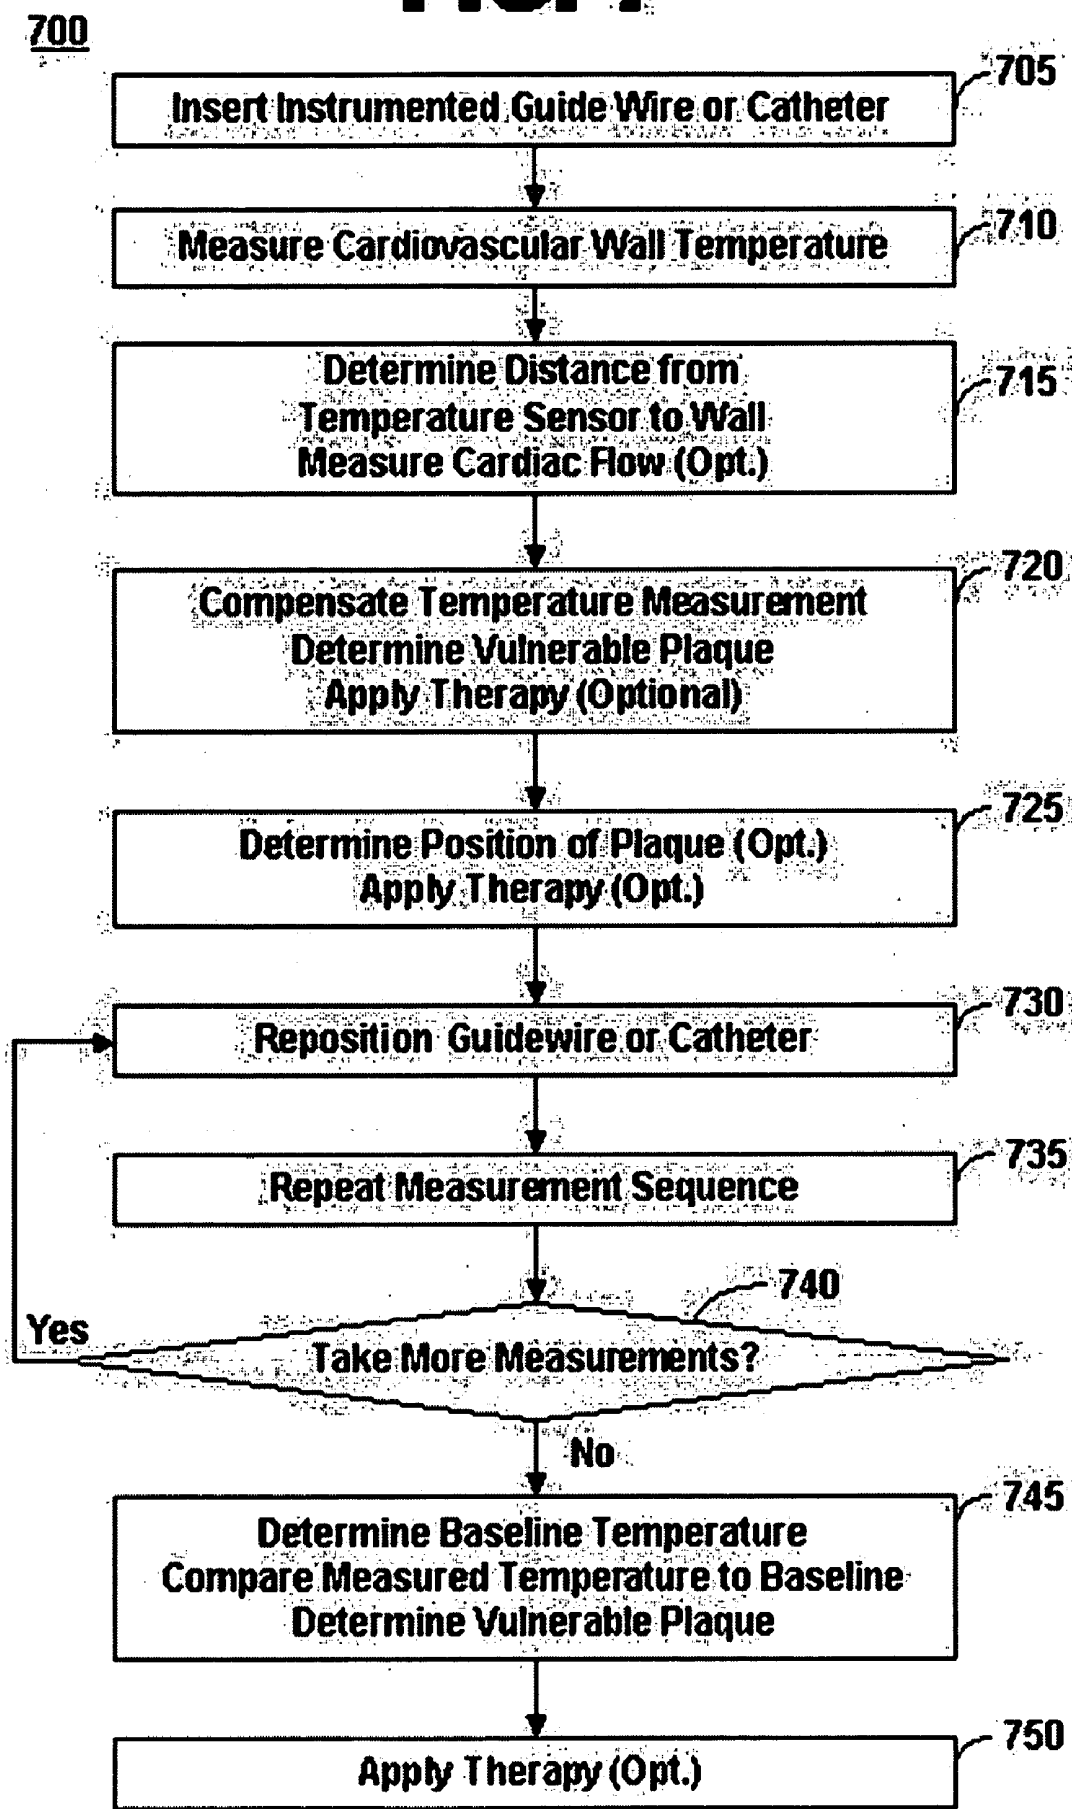 700
705
Insert Instrumented Guide Wire or Catheter
710
Measure Cardiovascular Wall Temperature
715
Determine Distance from
Temperature Sensor to Wall
Measure Cardiac Flow (Opt.)
720
Compensate Temperature Measurement
Determine Vulnerable Plaque
Apply Therapy (Optional)
725
Determine Position of Plaque (Opt.)
Apply Therapy (Opt.)
730
Reposition Guidewire or Catheter
735
Repeat Measurement Sequence
740
Yes
Take More Measurements?
No
745
Determine Baseline Temperature
Compare Measured Temperature to Baseline
Determine Vulnerable Plaque
750
Apply Therapy (Opt.)